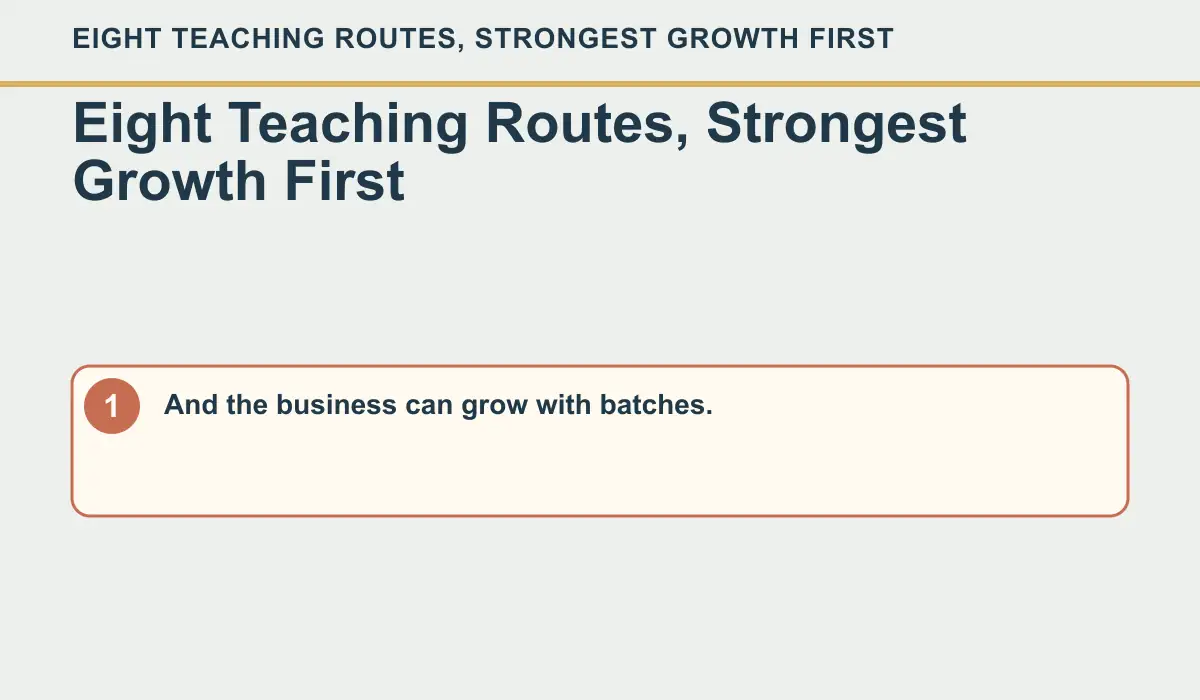 EIGHT TEACHING ROUTES, STRONGEST GROWTH FIRST
Eight Teaching Routes, Strongest
Growth First
1
And the business can grow with batches.